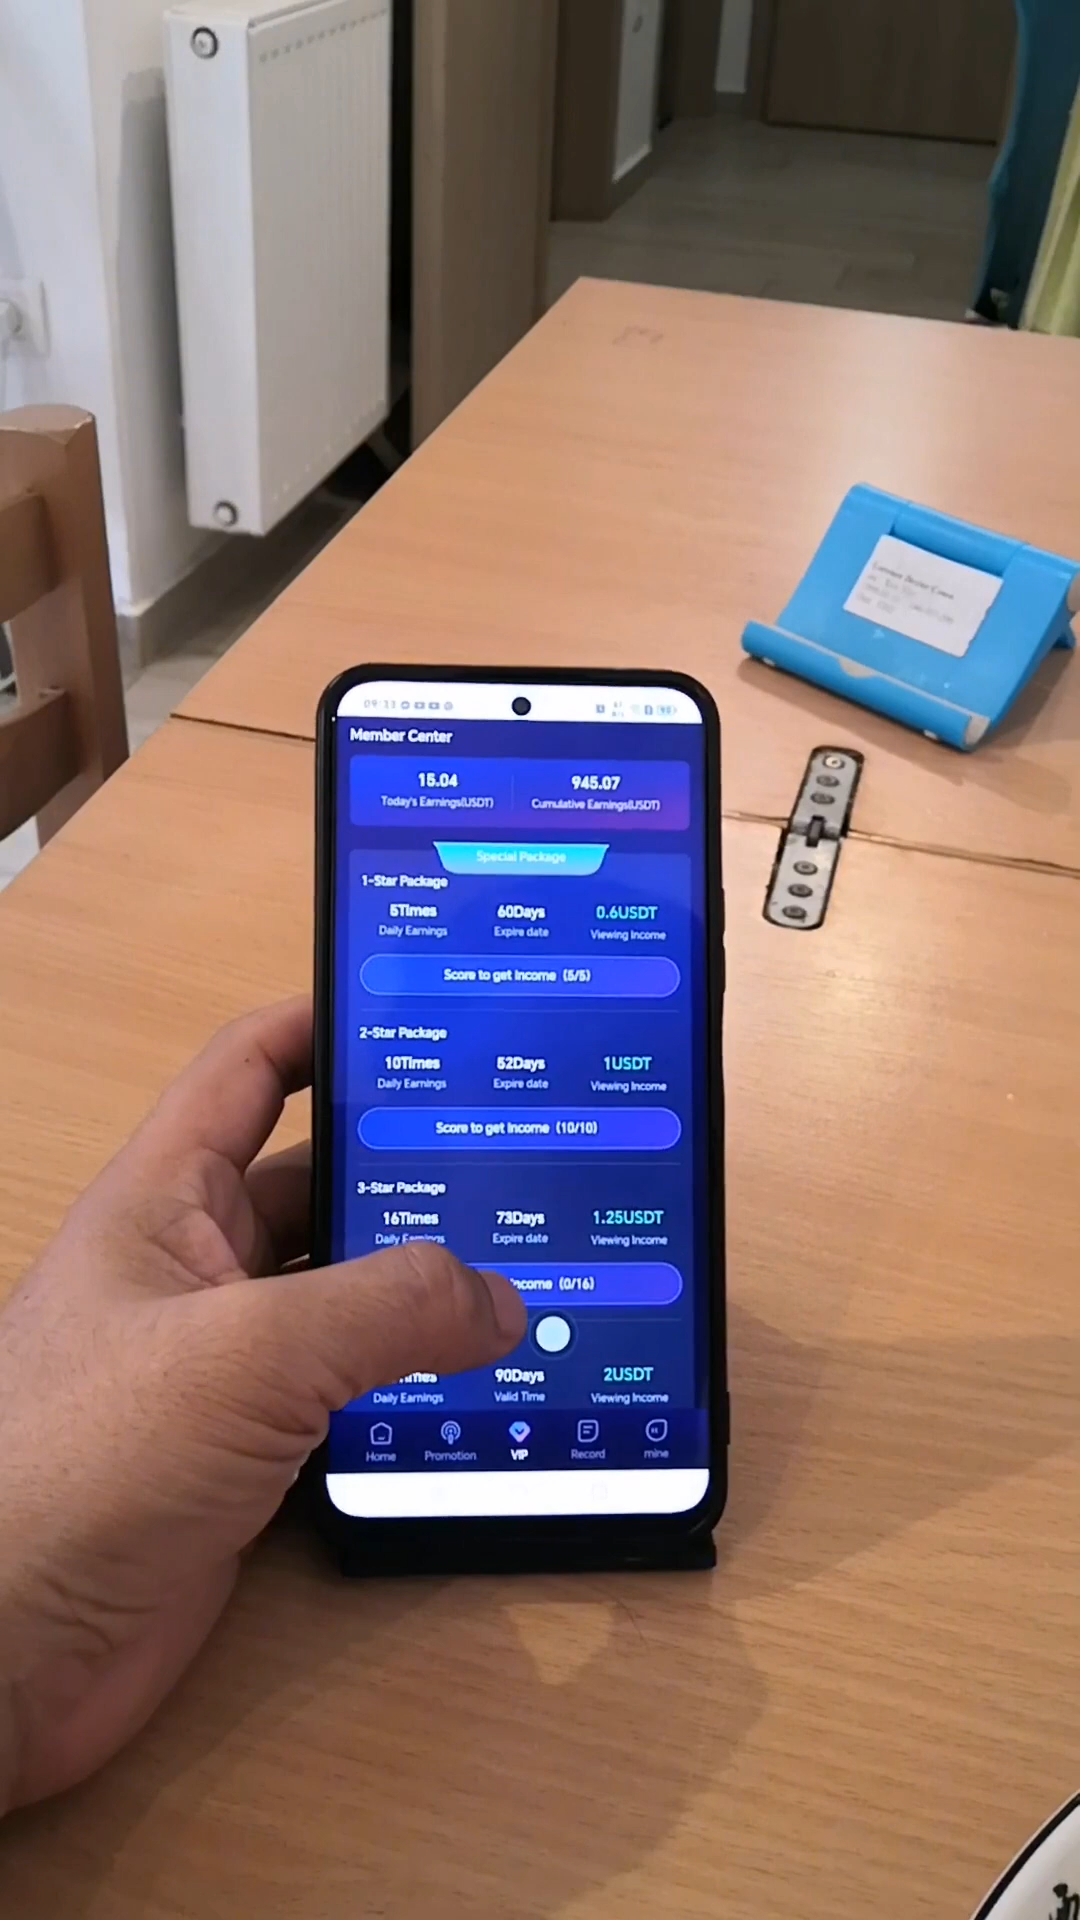 09:33
Member Center
15.04 945.07
Today's Earnings(USDT) Cumulative Earnings(USDT)
Special Package
1-Star Package
5Times 60Days 0.6USDT
Daily Earnings Expire date Viewing Income
Score to get Income (5/5)
2-Star Package
10Times 52Days 1USDT
Daily Earnings Expire date Viewing Income
Score to get Income (10/10)
3-Star Package
16Times 73Days 1.25USDT
Daily Earnings Expire date Viewing Income
Income (0/16)
90Days 2USDT
Daily Earnings Valid Time Viewing Income
Home Promotion VIP Record mine